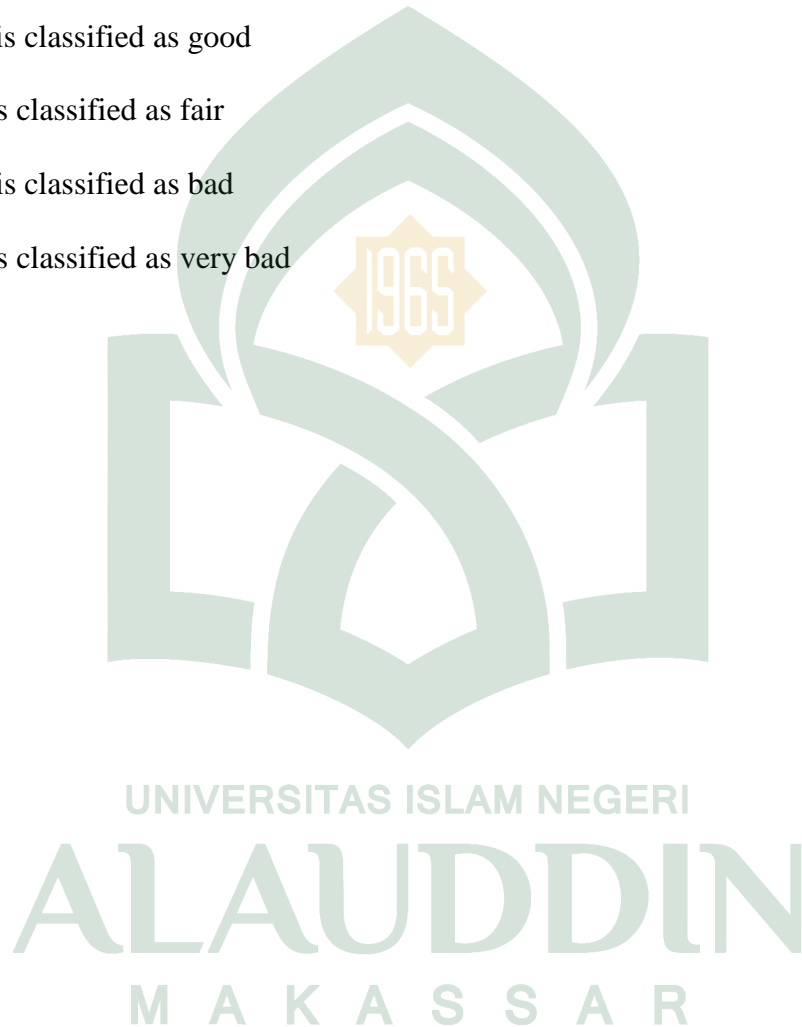 is classified as good
s classified as fair
is classified as bad
s classified as very bad
1965
UNIVERSITAS ISLAM NEGERI
ALAUDDIN
MAKASSAR